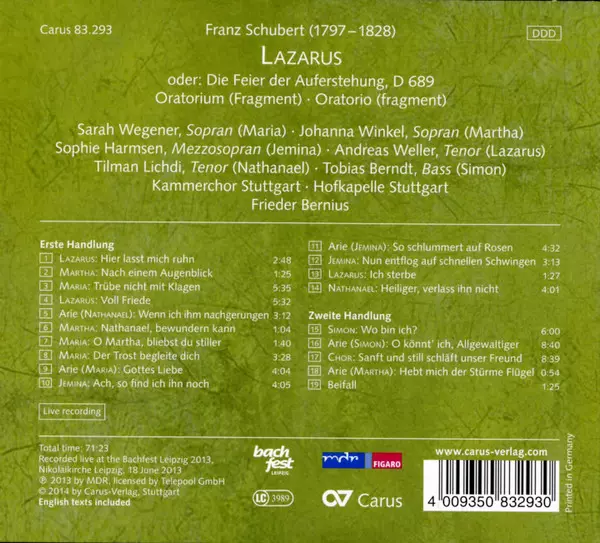 Carus 83.293
Franz Schubert (1797–1828)
DDD
LAZARUS
oder: Die Feier der Auferstehung, D 689
Oratorium (Fragment) · Oratorio (fragment)
Sarah Wegener, Sopran (Maria) · Johanna Winkel, Sopran (Martha)
Sophie Harmsen, Mezzosopran (Jemina) · Andreas Weller, Tenor (Lazarus)
Tilman Lichdi, Tenor (Nathanael) · Tobias Berndt, Bass (Simon)
Kammerchor Stuttgart · Hofkapelle Stuttgart
Frieder Bernius
Erste Handlung
1 LAZARUS: Hier lasst mich ruhn 2:48
2 MARTHA: Nach einem Augenblick 1:25
3 MARIA: Trübe nicht mit Klagen 5:35
4 LAZARUS: Voll Friede 5:32
5 Arie (NATHANAEL): Wenn ich ihm nachgerungen 3:12
6 MARTHA: Nathanael, bewundern kann 1:04
7 MARIA: O Martha, bliebst du stiller 1:40
8 MARIA: Der Trost begleite dich 3:28
9 Arie (MARIA): Gottes Liebe 4:04
10 JEMINA: Ach, so find ich ihn noch 4:05
11 Arie (JEMINA): So schlummert auf Rosen 4:32
12 JEMINA: Nun entflog auf schnellen Schwingen 3:13
13 LAZARUS: Ich sterbe 1:27
14 NATHANAEL: Heiliger, verlass ihn nicht 4:01
Zweite Handlung
15 SIMON: Wo bin ich? 6:00
16 Arie (SIMON): O könnt' ich, Allgewaltiger 8:40
17 CHOR: Sanft und still schläft unser Freund 8:39
18 Arie (MARTHA): Hebt mich der Stürme Flügel 0:54
19 Beifall 1:25
Live recording
Total time: 71:23
Recorded live at the Bachfest Leipzig 2013,
Nikolaikirche Leipzig, 18 June 2013
℗ 2013 by MDR, licensed by Telepool GmbH
© 2014 by Carus-Verlag, Stuttgart
English texts included
bach
fest
LEIPZIG
mdr FIGARO
LC 3989
Carus
www.carus-verlag.com
4 009350 832930
Printed in Germany